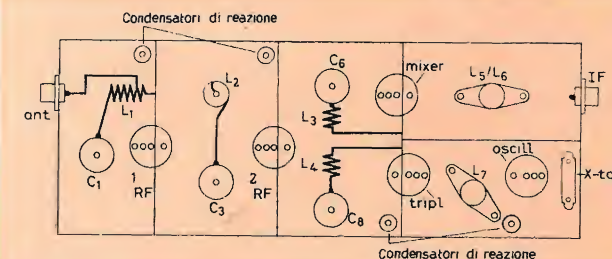 Condensatori di reazione
C6
mixer
L5/L6
IF
L2
ant
L1
L3
oscill
1
RF
2
RF
L4
L7
X-to
C1
C3
tripl
C8
Condensatori di reazione